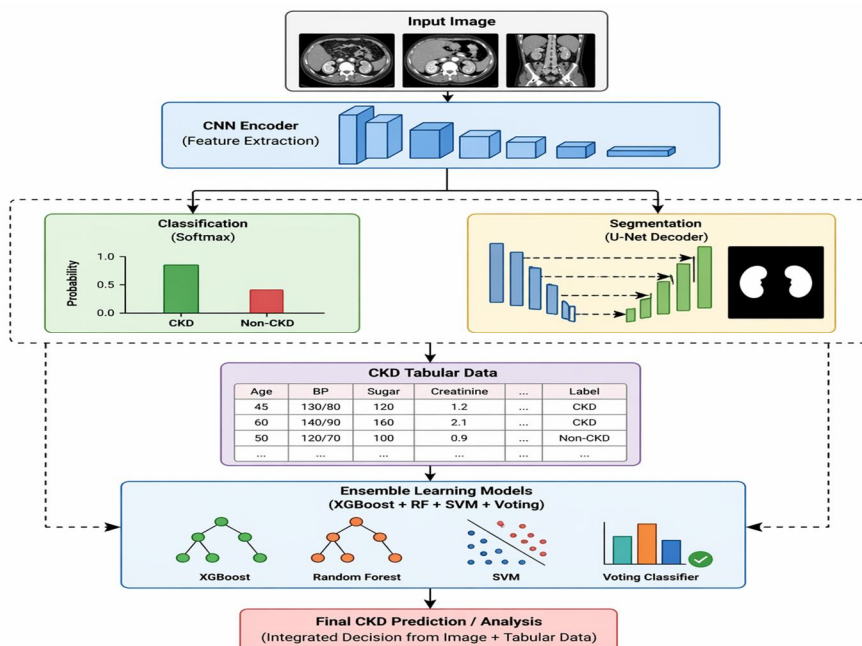 Input Image
CNN Encoder
(Feature Extraction)
Classification
(Softmax)
Probability
1.0
0.5
0.0
CKD
Non-CKD
Segmentation
(U-Net Decoder)
CKD Tabular Data
Age BP Sugar Creatinine ... Label
45 130/80 120 1.2 CKD
60 140/90 160 2.1 CKD
50 120/70 100 0.9 Non-CKD
... ... ... ... ... ...
Ensemble Learning Models
(XGBoost + RF + SVM + Voting)
XGBoost Random Forest SVM Voting Classifier
Final CKD Prediction / Analysis
(Integrated Decision from Image + Tabular Data)